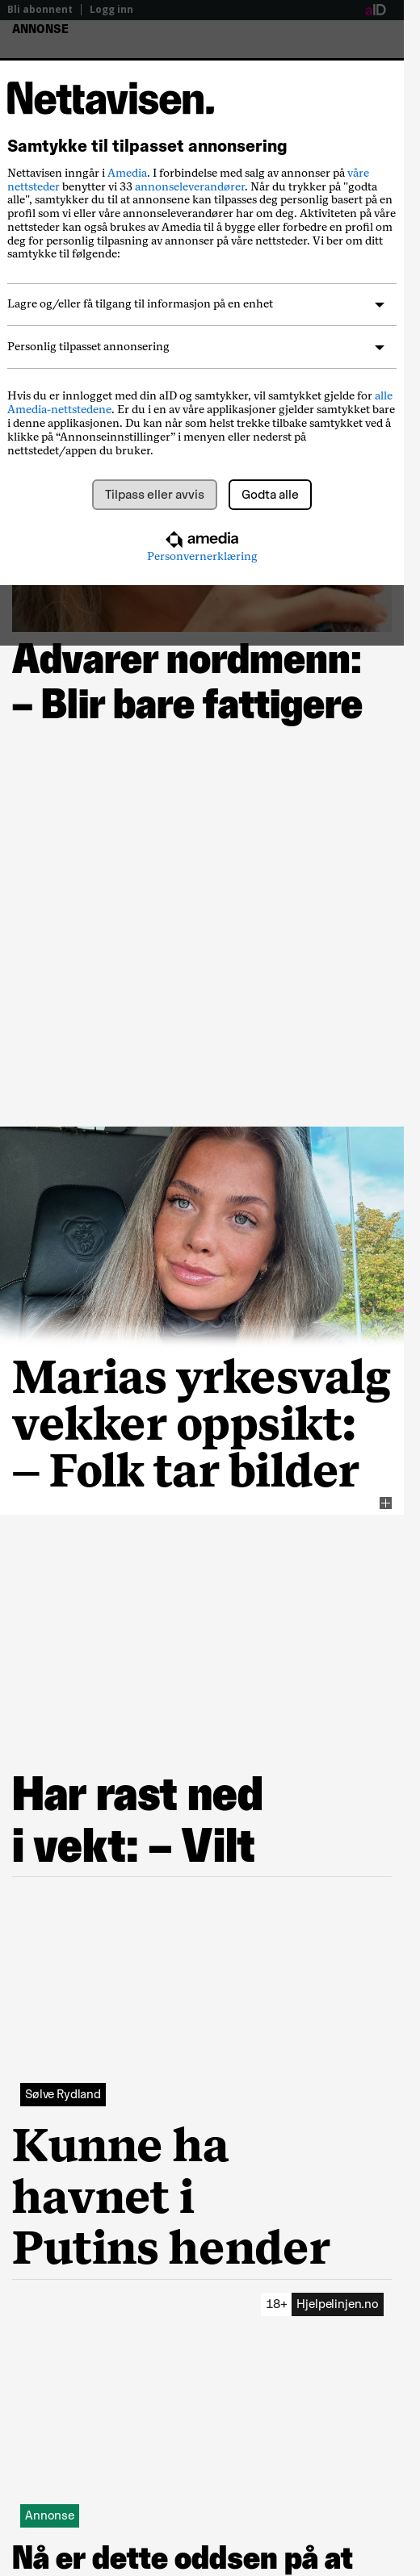 Bli abonnent | Logg inn
aID
ANNONSE
Nettavisen.
Samtykke til tilpasset annonsering
Nettavisen inngår i Amedia. I forbindelse med salg av annonser på våre
nettsteder benytter vi 33 annonseleverandører. Når du trykker på "godta
alle", samtykker du til at annonsene kan tilpasses deg personlig basert på en
profil som vi eller våre annonseleverandører har om deg. Aktiviteten på våre
nettsteder kan også brukes av Amedia til å bygge eller forbedre en profil om
deg for personlig tilpasning av annonser på våre nettsteder. Vi ber om ditt
samtykke til følgende:
Lagre og/eller få tilgang til informasjon på en enhet
Personlig tilpasset annonsering
Hvis du er innlogget med din aID og samtykker, vil samtykket gjelde for alle
Amedia-nettstedene. Er du i en av våre applikasjoner gjelder samtykket bare
i denne applikasjonen. Du kan når som helst trekke tilbake samtykket ved å
klikke på “Annonseinnstillinger” i menyen eller nederst på
nettstedet/appen du bruker.
Tilpass eller avvis
Godta alle
amedia
Personvernerklæring
Advarer nordmenn:
– Blir bare fattigere
Marias yrkesvalg
vekker oppsikt:
– Folk tar bilder
Har rast ned
i vekt: – Vilt
Sølve Rydland
Kunne ha
havnet i
Putins hender
18+ Hjelpelinjen.no
Annonse
Nå er dette oddsen på at